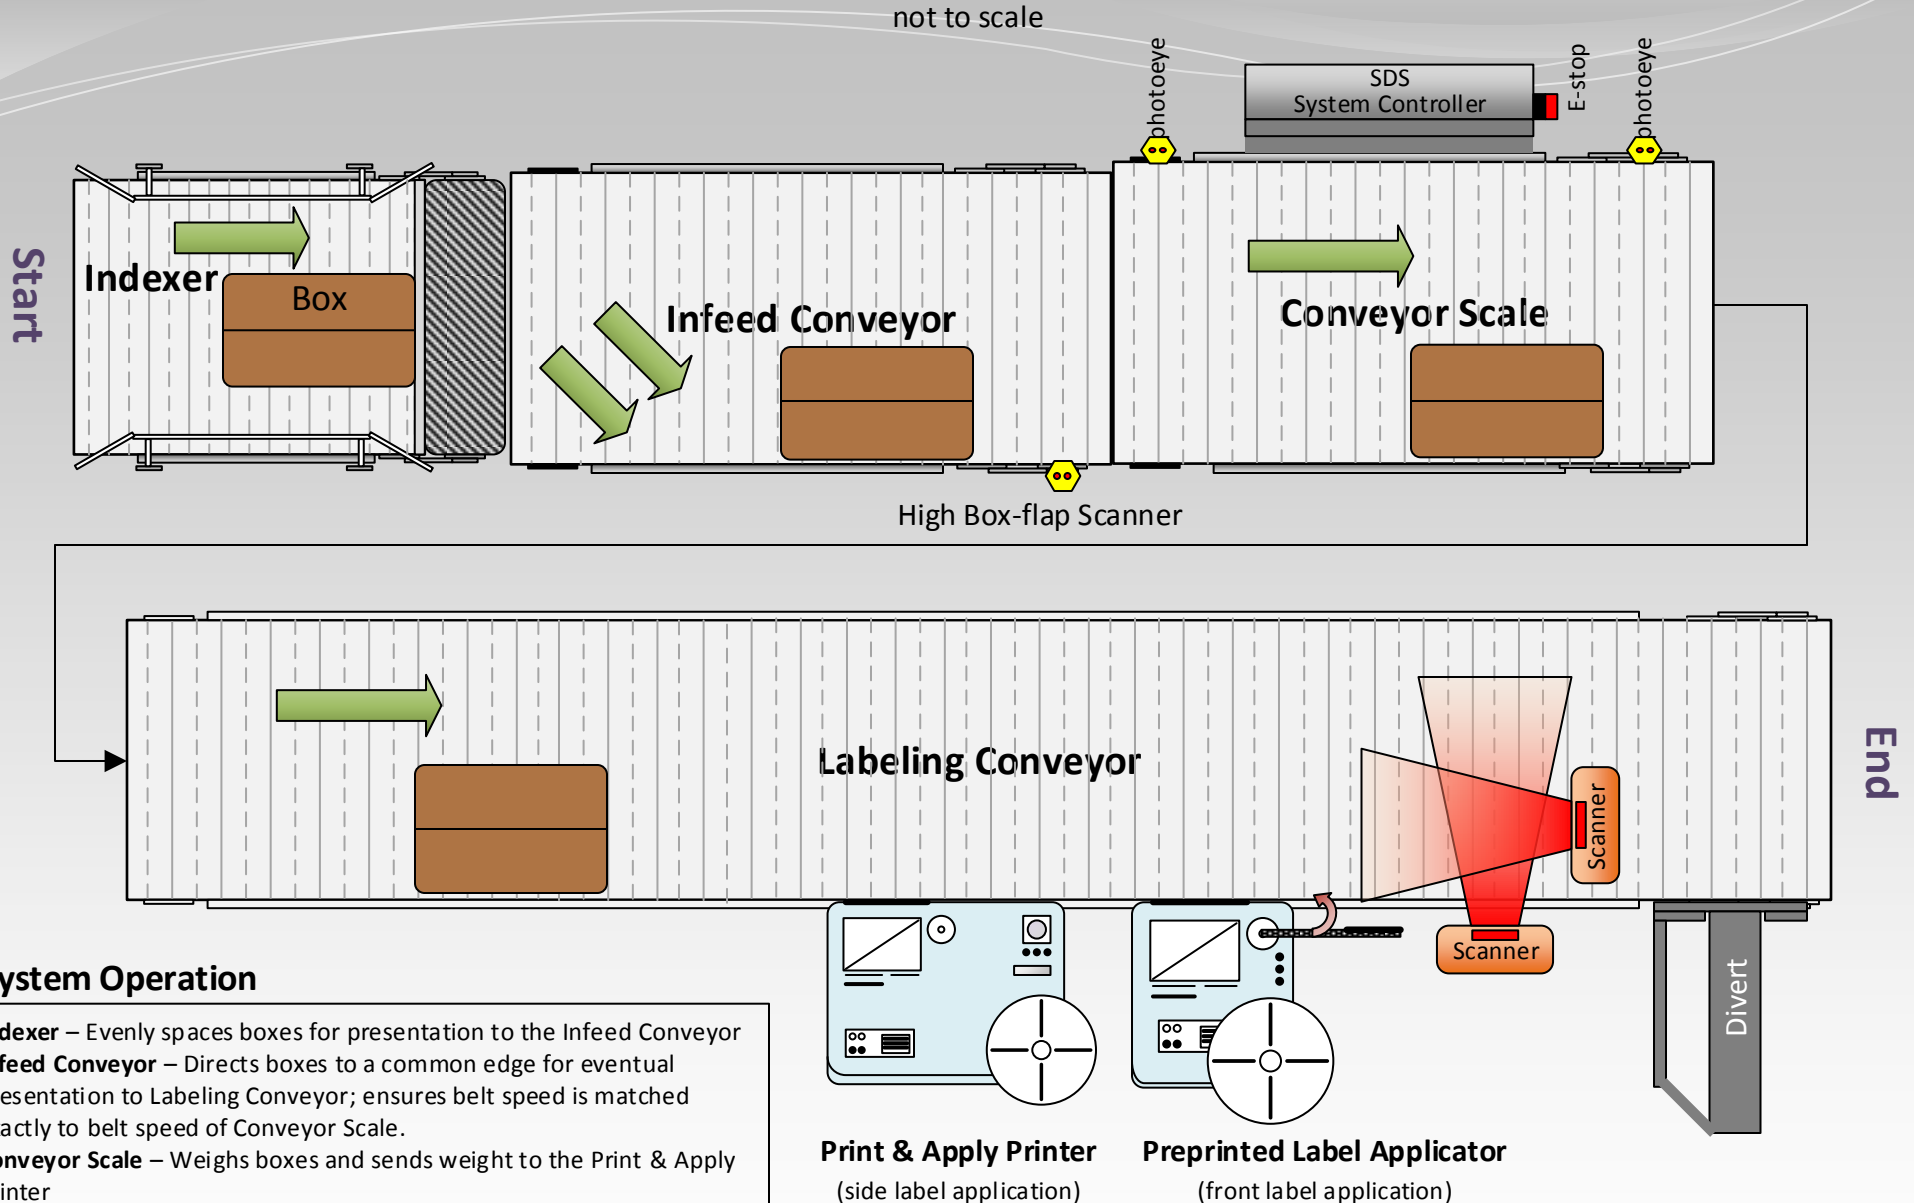 not to scale
photoeye
SDS
System Controller
E-stop
photoeye
Start
Indexer
Box
Infeed Conveyor
Conveyor Scale
High Box-flap Scanner
Labeling Conveyor
Scanner
End
Scanner
Divert
ystem Operation
dexer – Evenly spaces boxes for presentation to the Infeed Conveyor
feed Conveyor – Directs boxes to a common edge for eventual
esentation to Labeling Conveyor; ensures belt speed is matched
actly to belt speed of Conveyor Scale.
onveyor Scale – Weighs boxes and sends weight to the Print & Apply
inter
Print & Apply Printer
(side label application)
Preprinted Label Applicator
(front label application)